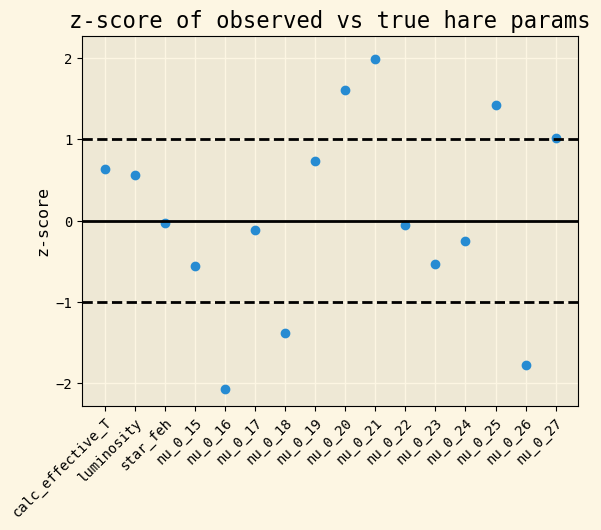 z-score of observed vs true hare params
z-score
2
1
0
−1
−2
calc_effective_T
luminosity
star_feh
nu_0_15
nu_0_16
nu_0_17
nu_0_18
nu_0_19
nu_0_20
nu_0_21
nu_0_22
nu_0_23
nu_0_24
nu_0_25
nu_0_26
nu_0_27